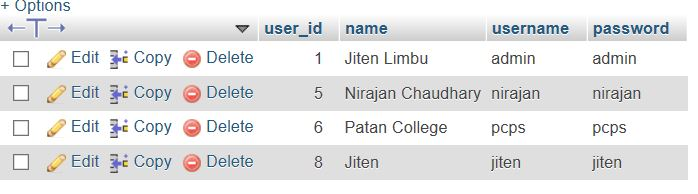 + Options
user_id name username password
Edit Copy Delete 1 Jiten Limbu admin admin
Edit Copy Delete 5 Nirajan Chaudhary nirajan nirajan
Edit Copy Delete 6 Patan College pcps pcps
Edit Copy Delete 8 Jiten jiten jiten